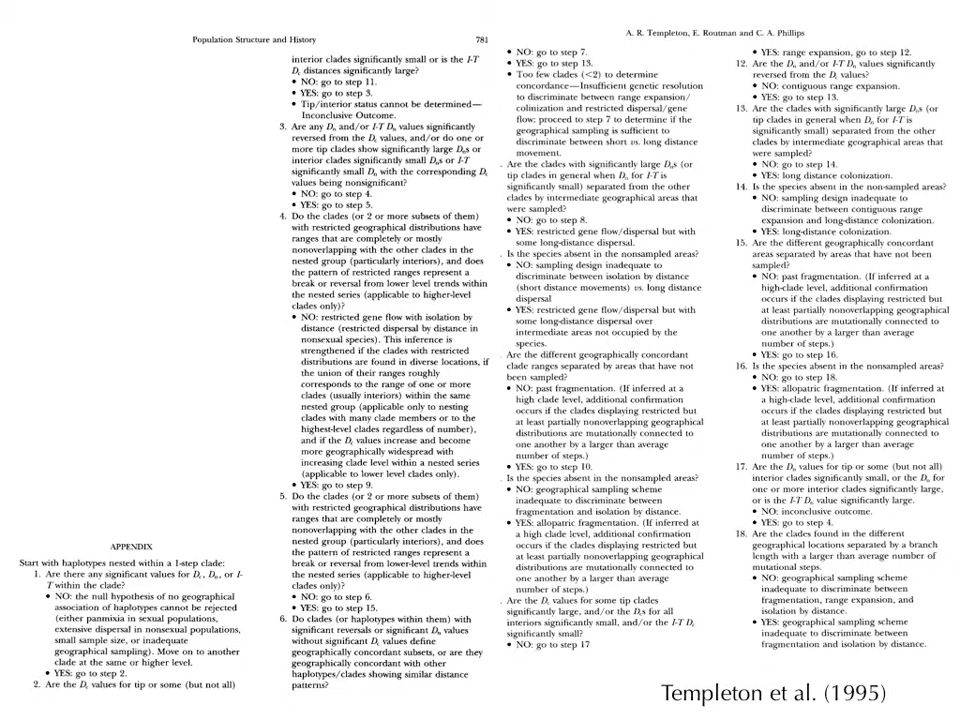 Population Structure and History 781
APPENDIX
Start with haplotypes nested within a 1-step clade:
1. Are there any significant values for Dc, Dn, or I-
T within the clade?
• NO: the null hypothesis of no geographical
association of haplotypes cannot be rejected
(either panmixia in sexual populations,
extensive dispersal in nonsexual populations,
small sample size, or inadequate
geographical sampling). Move on to another
clade at the same or higher level.
• YES: go to step 2.
2. Are the Dc values for tip or some (but not all)
interior clades significantly small or is the I-T
Dc distances significantly large?
• NO: go to step 11.
• YES: go to step 3.
• Tip/interior status cannot be determined—
Inconclusive Outcome.
3. Are any Dn and/or I-T Dn values significantly
reversed from the Dc values, and/or do one or
more tip clades show significantly large Dns or
interior clades significantly small Dns or I-T
significantly small Dn with the corresponding Dc
values being nonsignificant?
• NO: go to step 4.
• YES: go to step 5.
4. Do the clades (or 2 or more subsets of them)
with restricted geographical distributions have
ranges that are completely or mostly
nonoverlapping with the other clades in the
nested group (particularly interiors), and does
the pattern of restricted ranges represent a
break or reversal from lower level trends within
the nested series (applicable to higher-level
clades only)?
• NO: restricted gene flow with isolation by
distance (restricted dispersal by distance in
nonsexual species). This inference is
strengthened if the clades with restricted
distributions are found in diverse locations, if
the union of their ranges roughly
corresponds to the range of one or more
clades (usually interiors) within the same
nested group (applicable only to nesting
clades with many clade members or to the
highest-level clades regardless of number),
and if the Dc values increase and become
more geographically widespread with
increasing clade level within a nested series
(applicable to lower level clades only).
• YES: go to step 9.
5. Do the clades (or 2 or more subsets of them)
with restricted geographical distributions have
ranges that are completely or mostly
nonoverlapping with the other clades in the
nested group (particularly interiors), and does
the pattern of restricted ranges represent a
break or reversal from lower-level trends within
the nested series (applicable to higher-level
clades only)?
• NO: go to step 6.
• YES: go to step 15.
6. Do clades (or haplotypes within them) with
significant reversals or significant Dn values
without significant Dc values define
geographically concordant subsets, or are they
geographically concordant with other
haplotypes/clades showing similar distance
patterns?
A. R. Templeton, E. Routman and C. A. Phillips
• NO: go to step 7.
• YES: go to step 13.
• Too few clades (<2) to determine
concordance—Insufficient genetic resolution
to discriminate between range expansion/
colinization and restricted dispersal/gene
flow: proceed to step 7 to determine if the
geographical sampling is sufficient to
discriminate between short vs. long distance
movement.
Are the clades with significantly large Dns (or
tip clades in general when Dn for I-T is
significantly small) separated from the other
clades by intermediate geographical areas that
were sampled?
• NO: go to step 8.
• YES: restricted gene flow/dispersal but with
some long-distance dispersal.
Is the species absent in the nonsampled areas?
• NO: sampling design inadequate to
discriminate between isolation by distance
(short distance movements) vs. long distance
dispersal
• YES: restricted gene flow/dispersal but with
some long-distance dispersal over
intermediate areas not occupied by the
species.
Are the different geographically concordant
clade ranges separated by areas that have not
been sampled?
• NO: past fragmentation. (If inferred at a
high clade level, additional confirmation
occurs if the clades displaying restricted but
at least partially nonoverlapping geographical
distributions are mutationally connected to
one another by a larger than average
number of steps.)
• YES: go to step 10.
Is the species absent in the nonsampled areas?
• NO: geographical sampling scheme
inadequate to discriminate between
fragmentation and isolation by distance.
• YES: allopatric fragmentation. (If inferred at
a high clade level, additional confirmation
occurs if the clades displaying restricted but
at least partially nonoverlapping geographical
distributions are mutationally connected to
one another by a larger than average
number of steps.)
Are the Dc values for some tip clades
significantly large, and/or the Dcs for all
interiors significantly small, and/or the I-T Dc
significantly small?
• NO: go to step 17
• YES: range expansion, go to step 12.
12. Are the Dn and/or I-T Dn values significantly
reversed from the Dc values?
• NO: contiguous range expansion.
• YES: go to step 13.
13. Are the clades with significant large Dns (or
tip clades in general when Dn for I-T is
significantly small) separated from the other
clades by intermediate geographical areas that
were sampled?
• NO: go to step 14.
• YES: long distance colonization.
14. Is the species absent in the non-sampled areas?
• NO: sampling design inadequate to
discriminate between contiguous range
expansion and long-distance colonization.
• YES: long-distance colonization.
15. Are the different geographically concordant
areas separated by areas that have not been
sampled?
• NO: past fragmentation. (If inferred at a
high-clade level, additional confirmation
occurs if the clades displaying restricted but
at least partially nonoverlapping geographical
distributions are mutationally connected to
one another by a larger than average
number of steps.)
• YES: go to step 16.
16. Is the species absent in the nonsampled areas?
• NO: go to step 18.
• YES: allopatric fragmentation. (If inferred at
a high-clade level, additional confirmation
occurs if the clades displaying restricted but
at least partially nonoverlapping geographical
distributions are mutationally connected to
one another by a larger than average
number of steps.)
17. Are the Dn values for tip or some (but not all)
interior clades significantly small, or the Dn for
one or more interior clades significantly large,
or is the I-T Dn value significantly large.
• NO: inconclusive outcome.
• YES: go to step 4.
18. Are the clades found in the different
geographical locations separated by a branch
length with a larger than average number of
mutational steps.
• NO: geographical sampling scheme
inadequate to discriminate between
fragmentation, range expansion, and
isolation by distance.
• YES: geographical sampling scheme
inadequate to discriminate between
fragmentation and isolation by distance.
Templeton et al. (1995)